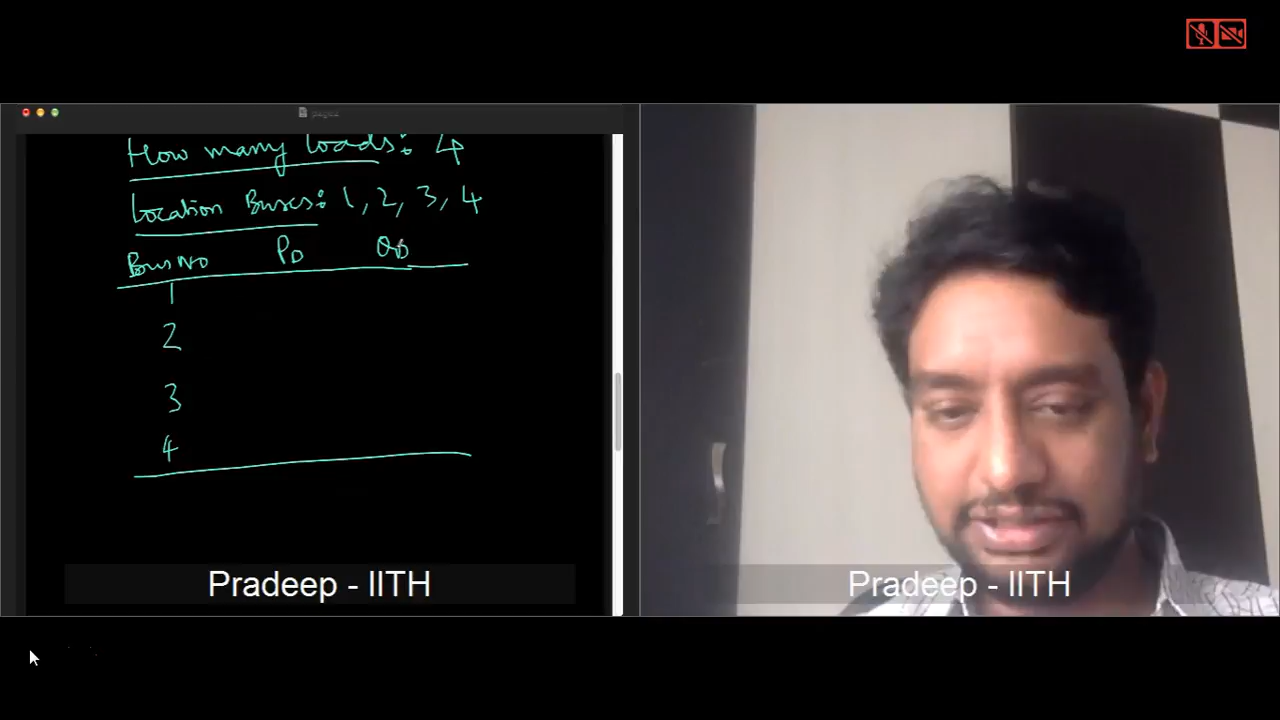 How many loads: 4
Location Buses: 1, 2, 3, 4
Bus No PD QD
1
2
3
4
Pradeep - IITH
Pradeep - IITH